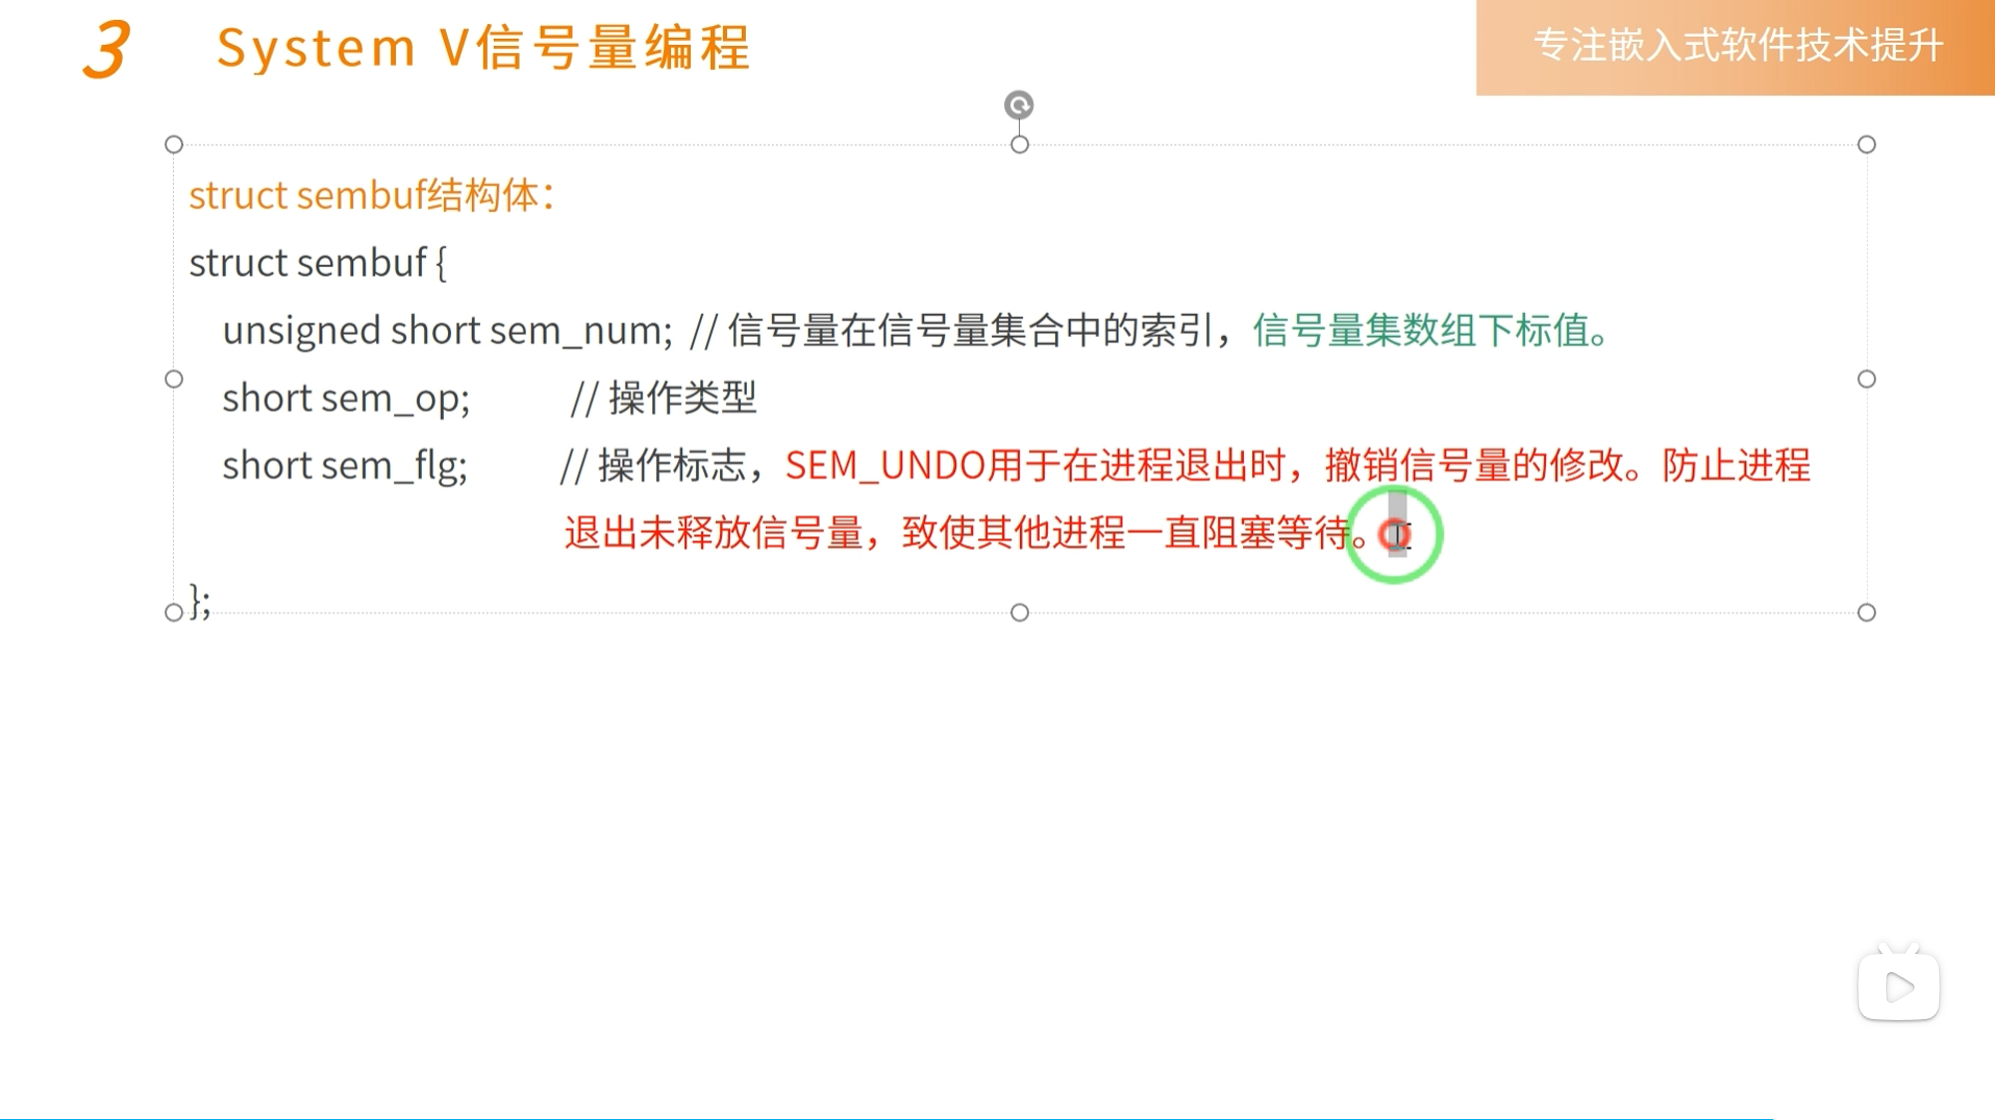 3 System V信号量编程
专注嵌入式软件技术提升
struct sembuf结构体：
struct sembuf {
unsigned short sem_num; // 信号量在信号量集合中的索引，信号量集数组下标值。
short sem_op; // 操作类型
short sem_flg; // 操作标志，SEM_UNDO用于在进程退出时，撤销信号量的修改。防止进程
退出未释放信号量，致使其他进程一直阻塞等待。
};